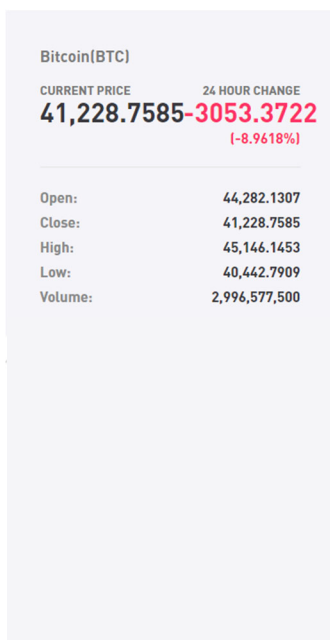 Bitcoin(BTC)
CURRENT PRICE 24 HOUR CHANGE
41,228.7585-3053.3722
(-8.9618%)
Open: 44,282.1307
Close: 41,228.7585
High: 45,146.1453
Low: 40,442.7909
Volume: 2,996,577,500